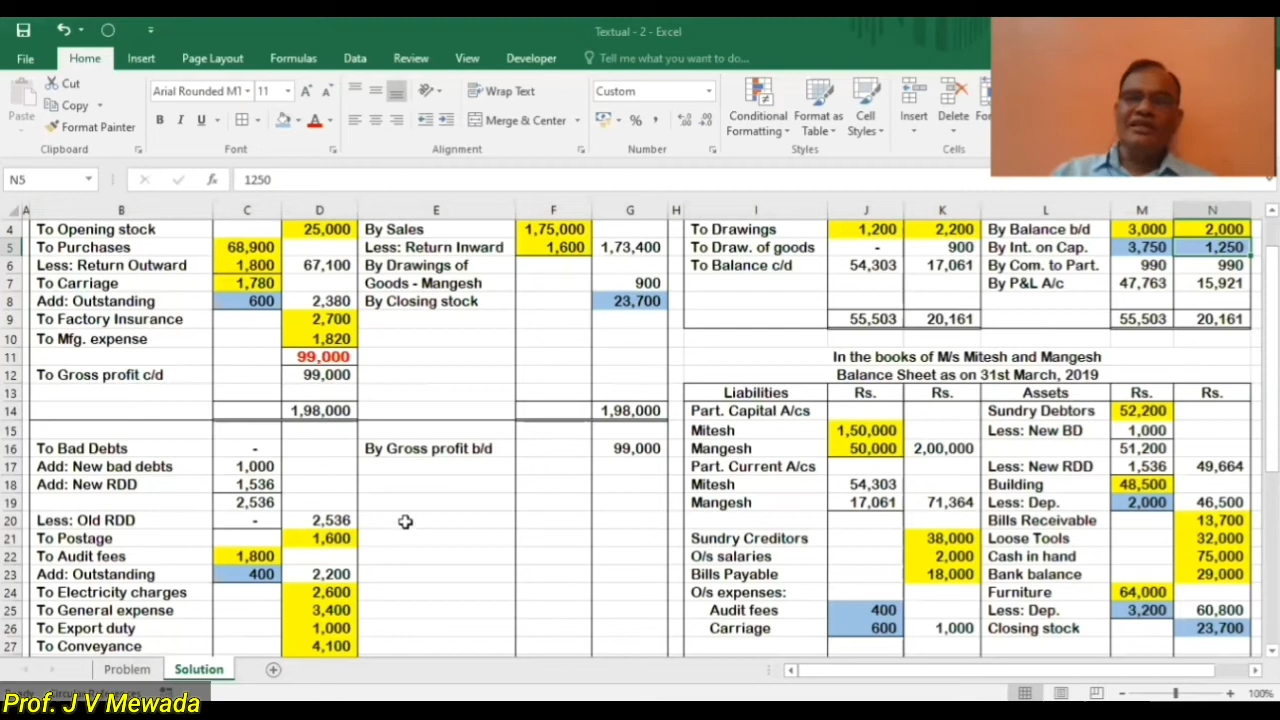 Textual - 2 - Excel
File Home Insert Page Layout Formulas Data Review View Developer Tell me what you want to do...
Cut
Copy
Format Painter
Paste
Arial Rounded M1 11
B I U
Wrap Text
Merge & Center
Custom
Conditional Formatting
Format as Table
Cell Styles
Insert
Delete
Clipboard Font Alignment Number Styles Cells
N5 fx 1250
A B C D E F G H I J K L M N
4 To Opening stock 25,000 By Sales 1,75,000 To Drawings 1,200 2,200 By Balance b/d 3,000 2,000
5 To Purchases 68,900 Less: Return Inward 1,600 1,73,400 To Draw. of goods - 900 By Int. on Cap. 3,750 1,250
6 Less: Return Outward 1,800 67,100 By Drawings of To Balance c/d 54,303 17,061 By Com. to Part. 990 990
7 To Carriage 1,780 Goods - Mangesh 900 By P&L A/c 47,763 15,921
8 Add: Outstanding 600 2,380 By Closing stock 23,700
9 To Factory Insurance 2,700 55,503 20,161 55,503 20,161
10 To Mfg. expense 1,820
11 99,000 In the books of M/s Mitesh and Mangesh
12 To Gross profit c/d 99,000 Balance Sheet as on 31st March, 2019
13 Liabilities Rs. Rs. Assets Rs. Rs.
14 1,98,000 1,98,000 Part. Capital A/cs Sundry Debtors 52,200
15 Mitesh 1,50,000 Less: New BD 1,000
16 To Bad Debts - By Gross profit b/d 99,000 Mangesh 50,000 2,00,000 51,200
17 Add: New bad debts 1,000 Part. Current A/cs Less: New RDD 1,536 49,664
18 Add: New RDD 1,536 Mitesh 54,303 Building 48,500
19 2,536 Mangesh 17,061 71,364 Less: Dep. 2,000 46,500
20 Less: Old RDD - 2,536 Bills Receivable 13,700
21 To Postage 1,600 Sundry Creditors 38,000 Loose Tools 32,000
22 To Audit fees 1,800 O/s salaries 2,000 Cash in hand 75,000
23 Add: Outstanding 400 2,200 Bills Payable 18,000 Bank balance 29,000
24 To Electricity charges 2,600 O/s expenses: Furniture 64,000
25 To General expense 3,400 Audit fees 400 Less: Dep. 3,200 60,800
26 To Export duty 1,000 Carriage 600 1,000 Closing stock 23,700
27 To Conveyance 4,100
Problem Solution
100%
Prof. J V Mewada